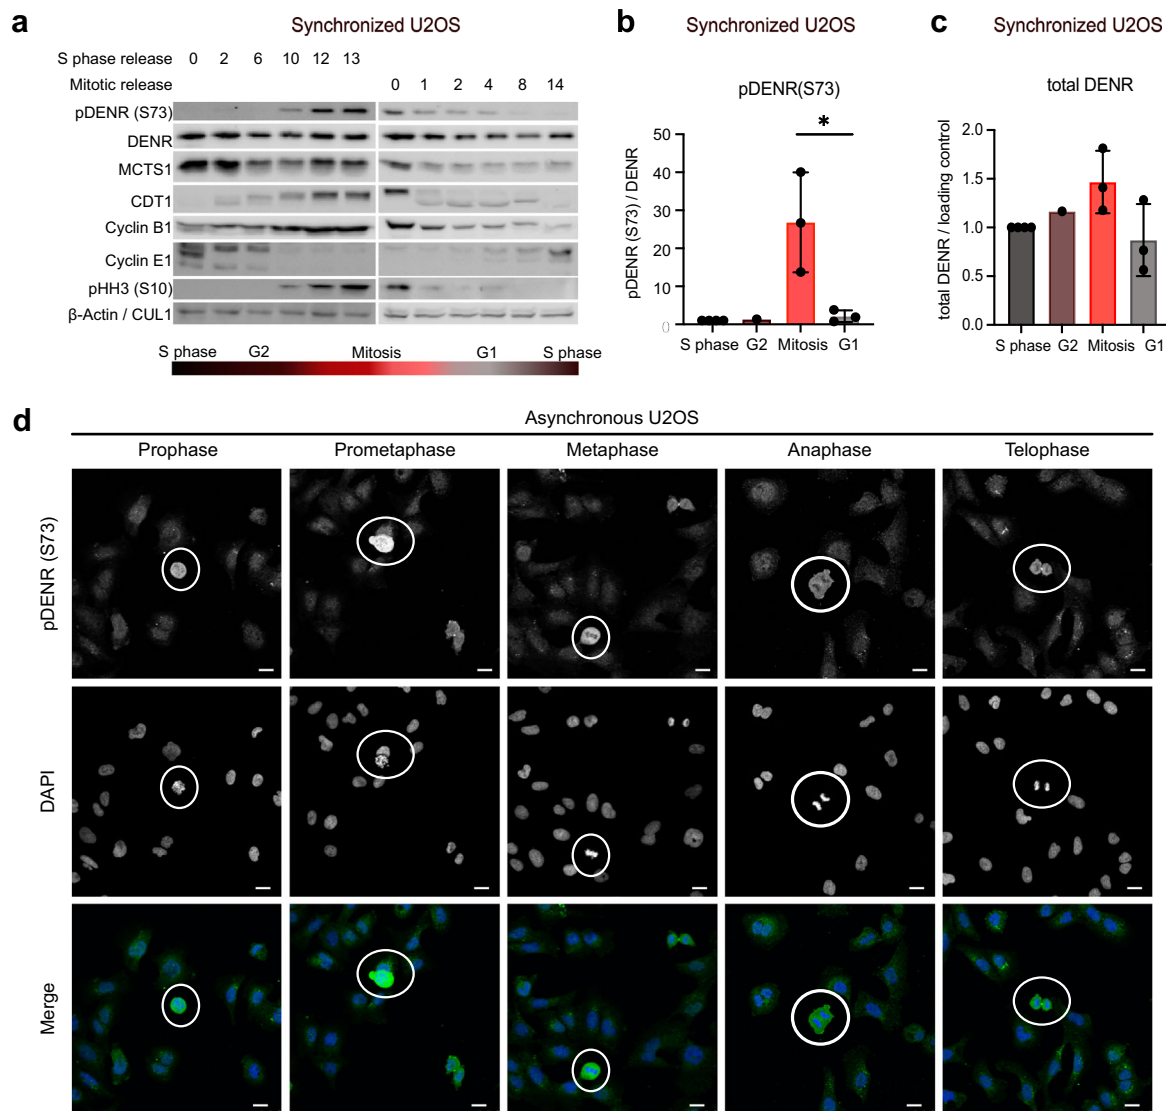 a
Synchronized U2OS
S phase release 0 2 6 10 12 13
Mitotic release 0 1 2 4 8 14
pDENR (S73)
DENR
MCTS1
CDT1
Cyclin B1
Cyclin E1
pHH3 (S10)
β-Actin / CUL1
S phase G2 Mitosis G1 S phase
b
Synchronized U2OS
pDENR(S73)
pDENR (S73) / DENR
50
40
30
20
10
0
*
S phase G2 Mitosis G1
c
Synchronized U2OS
total DENR
total DENR / loading control
2.0
1.5
1.0
0.5
0.0
S phase G2 Mitosis G1
d
Asynchronous U2OS
Prophase Prometaphase Metaphase Anaphase Telophase
pDENR (S73)
DAPI
Merge